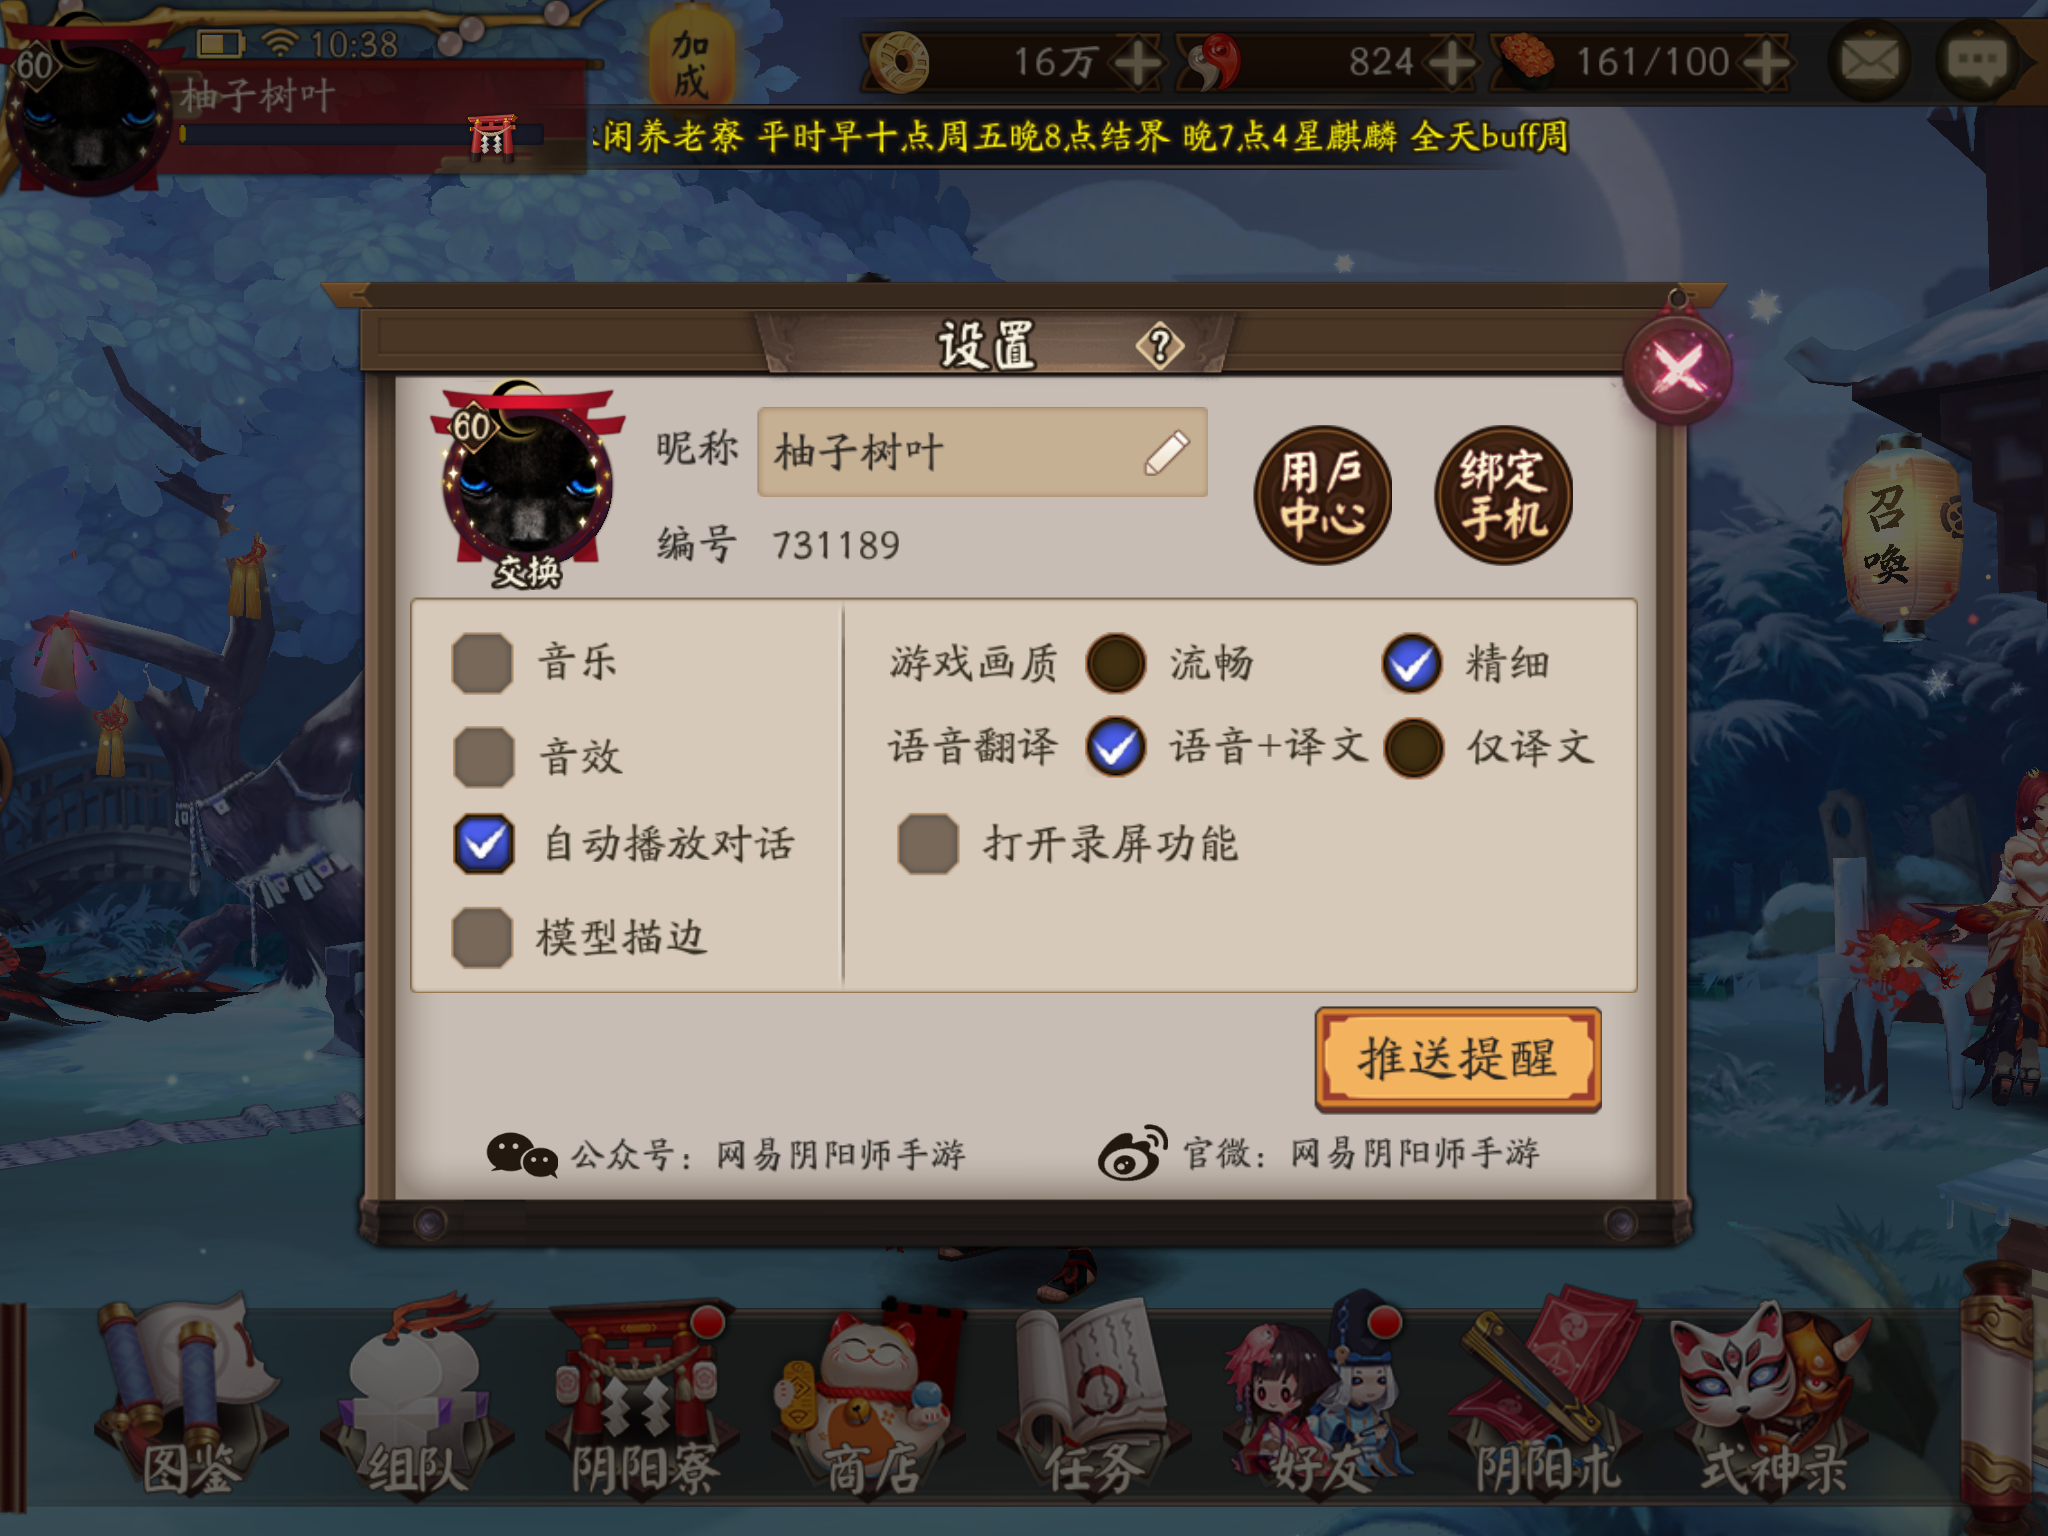 60
10:38
加成
16万
824
161/100
柚子树叶
闲养老寮 平时早十点周五晚8点结界 晚7点4星麒麟 全天buff周
设置
?
60
昵称 柚子树叶
用户中心
绑定手机
编号 731189
交换
召唤
音乐
游戏画质 流畅 精细
音效
语音翻译 语音+译文 仅译文
自动播放对话
打开录屏功能
模型描边
推送提醒
公众号：网易阴阳师手游
官微：网易阴阳师手游
图鉴
组队
阴阳寮
商店
任务
好友
阴阳术
式神录